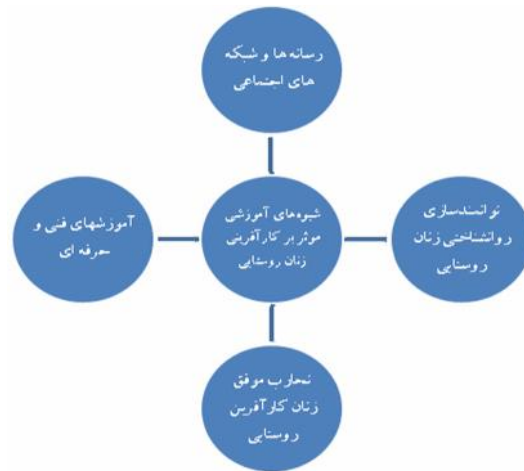 رسانه ها و شبکه
های اجتماعی
توانمندسازی
روانشناختی زنان
روستایی
شیوه‌های آموزشی
موثر بر کارآفرینی
زنان روستایی
آموزشهای فنی و
حرفه ای
تجارب موفق
زنان کارآفرین
روستایی